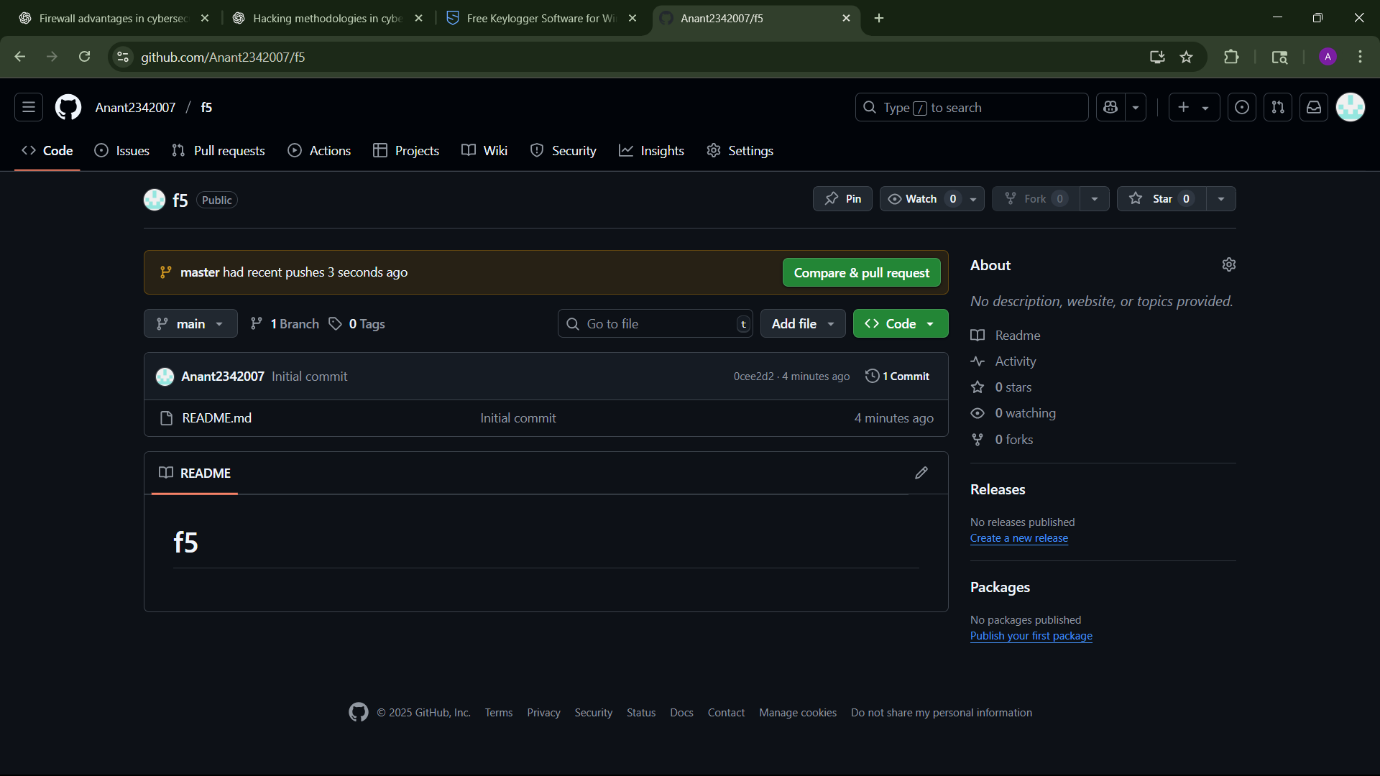 Firewall advantages in cybersec
Hacking methodologies in cybe
Free Keylogger Software for Wi
Anant2342007/f5
github.com/Anant2342007/f5
A
Anant2342007 / f5
Type / to search
Code
Issues
Pull requests
Actions
Projects
Wiki
Security
Insights
Settings
f5 Public
Pin
Watch 0
Fork 0
Star 0
master had recent pushes 3 seconds ago
Compare & pull request
main
1 Branch
0 Tags
Go to file
t
Add file
Code
Anant2342007 Initial commit
0cee2d2 · 4 minutes ago
1 Commit
README.md
Initial commit
4 minutes ago
README
f5
About
No description, website, or topics provided.
Readme
Activity
0 stars
0 watching
0 forks
Releases
No releases published
Create a new release
Packages
No packages published
Publish your first package
© 2025 GitHub, Inc.
Terms
Privacy
Security
Status
Docs
Contact
Manage cookies
Do not share my personal information